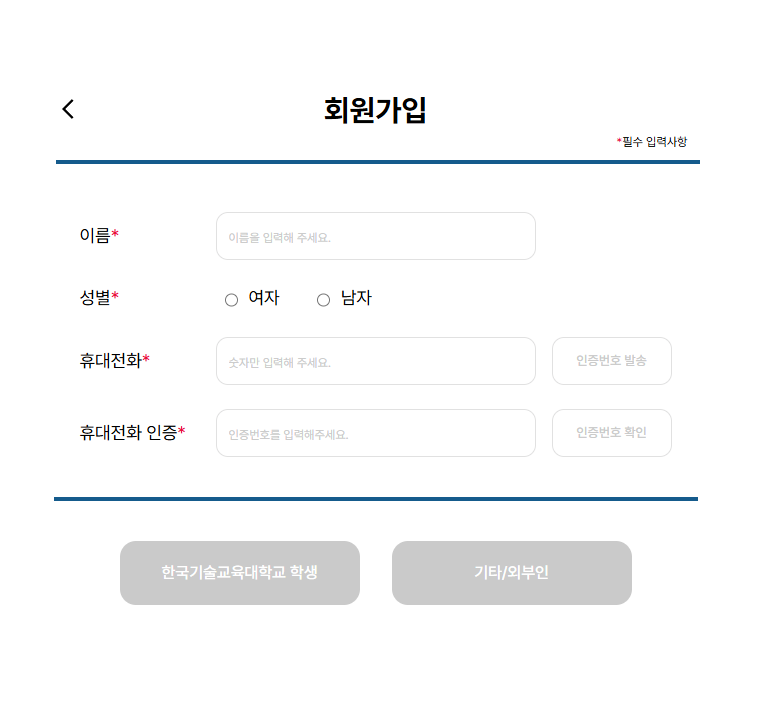 회원가입
*필수 입력사항
이름*
이름을 입력해 주세요.
성별*
여자
남자
휴대전화*
숫자만 입력해 주세요.
인증번호 발송
휴대전화 인증*
인증번호를 입력해주세요.
인증번호 확인
한국기술교육대학교 학생
기타/외부인